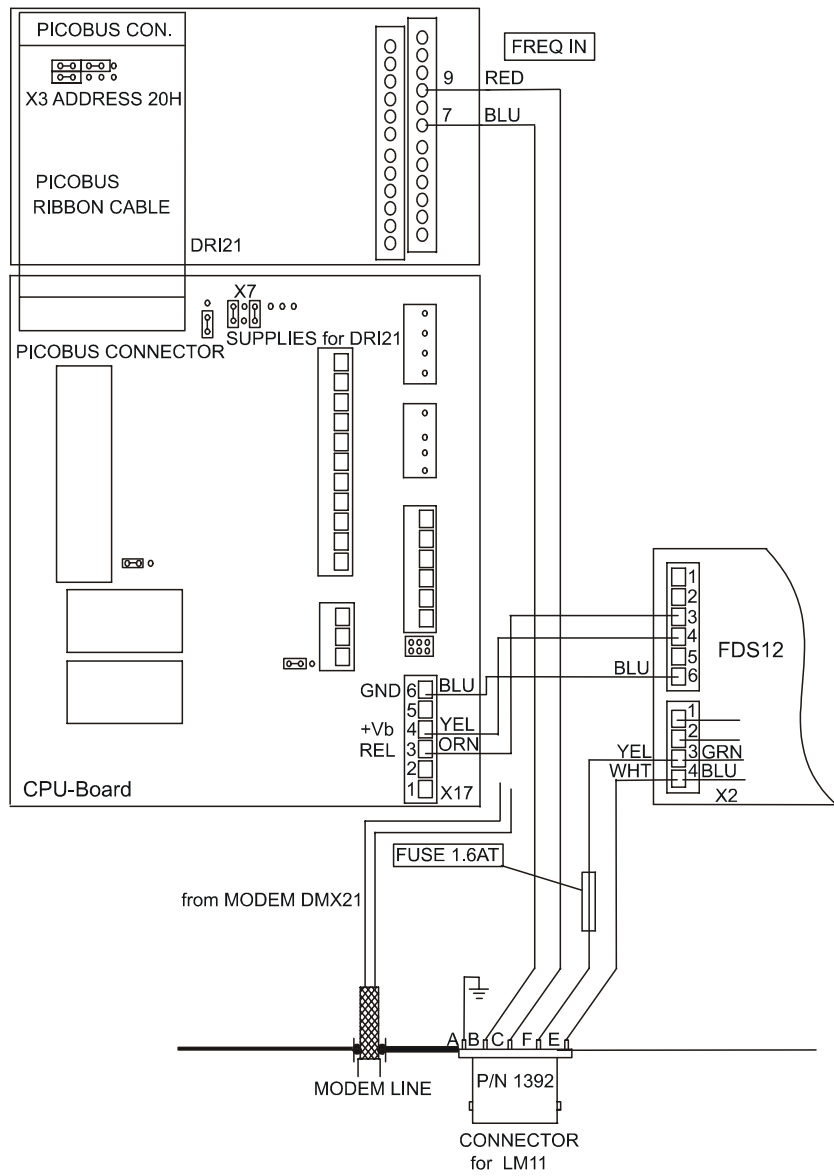 PICOBUS CON.
X3 ADDRESS 20H
PICOBUS
RIBBON CABLE
DRI21
FREQ IN
9 RED
7 BLU
X7
SUPPLIES for DRI21
PICOBUS CONNECTOR
GND 6 BLU
5
+Vb 4 YEL
REL 3 ORN
2
1 X17
CPU-Board
1
2
3
4
5
BLU 6
FDS12
1
2
YEL 3 GRN
WHT 4 BLU
X2
FUSE 1.6AT
from MODEM DMX21
A B C F E
P/N 1392
MODEM LINE
CONNECTOR
for LM11